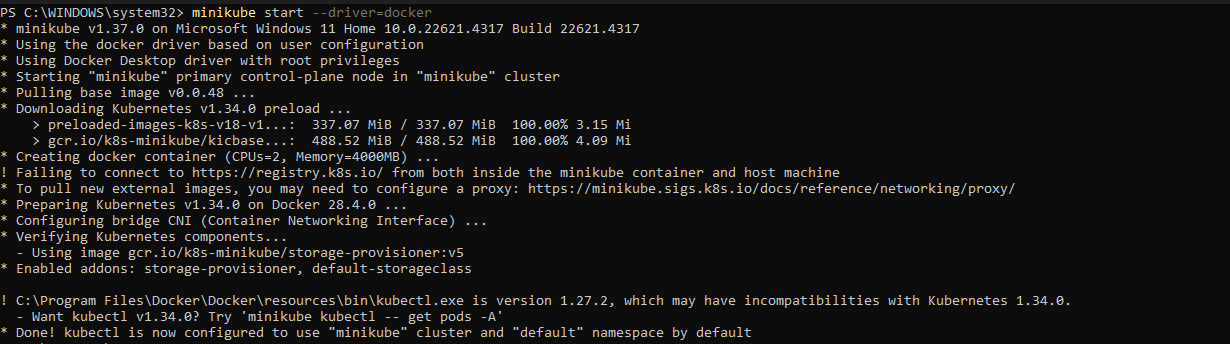 PS C:\WINDOWS\system32> minikube start --driver=docker
* minikube v1.37.0 on Microsoft Windows 11 Home 10.0.22621.4317 Build 22621.4317
* Using the docker driver based on user configuration
* Using Docker Desktop driver with root privileges
* Starting "minikube" primary control-plane node in "minikube" cluster
* Pulling base image v0.0.48 ...
* Downloading Kubernetes v1.34.0 preload ...
    > preloaded-images-k8s-v18-v1...:  337.07 MiB / 337.07 MiB  100.00% 3.15 Mi
    > gcr.io/k8s-minikube/kicbase...:  488.52 MiB / 488.52 MiB  100.00% 4.09 Mi
* Creating docker container (CPUs=2, Memory=4000MB) ...
! Failing to connect to https://registry.k8s.io/ from both inside the minikube container and host machine
* To pull new external images, you may need to configure a proxy: https://minikube.sigs.k8s.io/docs/reference/networking/proxy/
* Preparing Kubernetes v1.34.0 on Docker 28.4.0 ...
* Configuring bridge CNI (Container Networking Interface) ...
* Verifying Kubernetes components...
  - Using image gcr.io/k8s-minikube/storage-provisioner:v5
* Enabled addons: storage-provisioner, default-storageclass
! C:\Program Files\Docker\Docker\resources\bin\kubectl.exe is version 1.27.2, which may have incompatibilities with Kubernetes 1.34.0.
  - Want kubectl v1.34.0? Try 'minikube kubectl -- get pods -A'
* Done! kubectl is now configured to use "minikube" cluster and "default" namespace by default